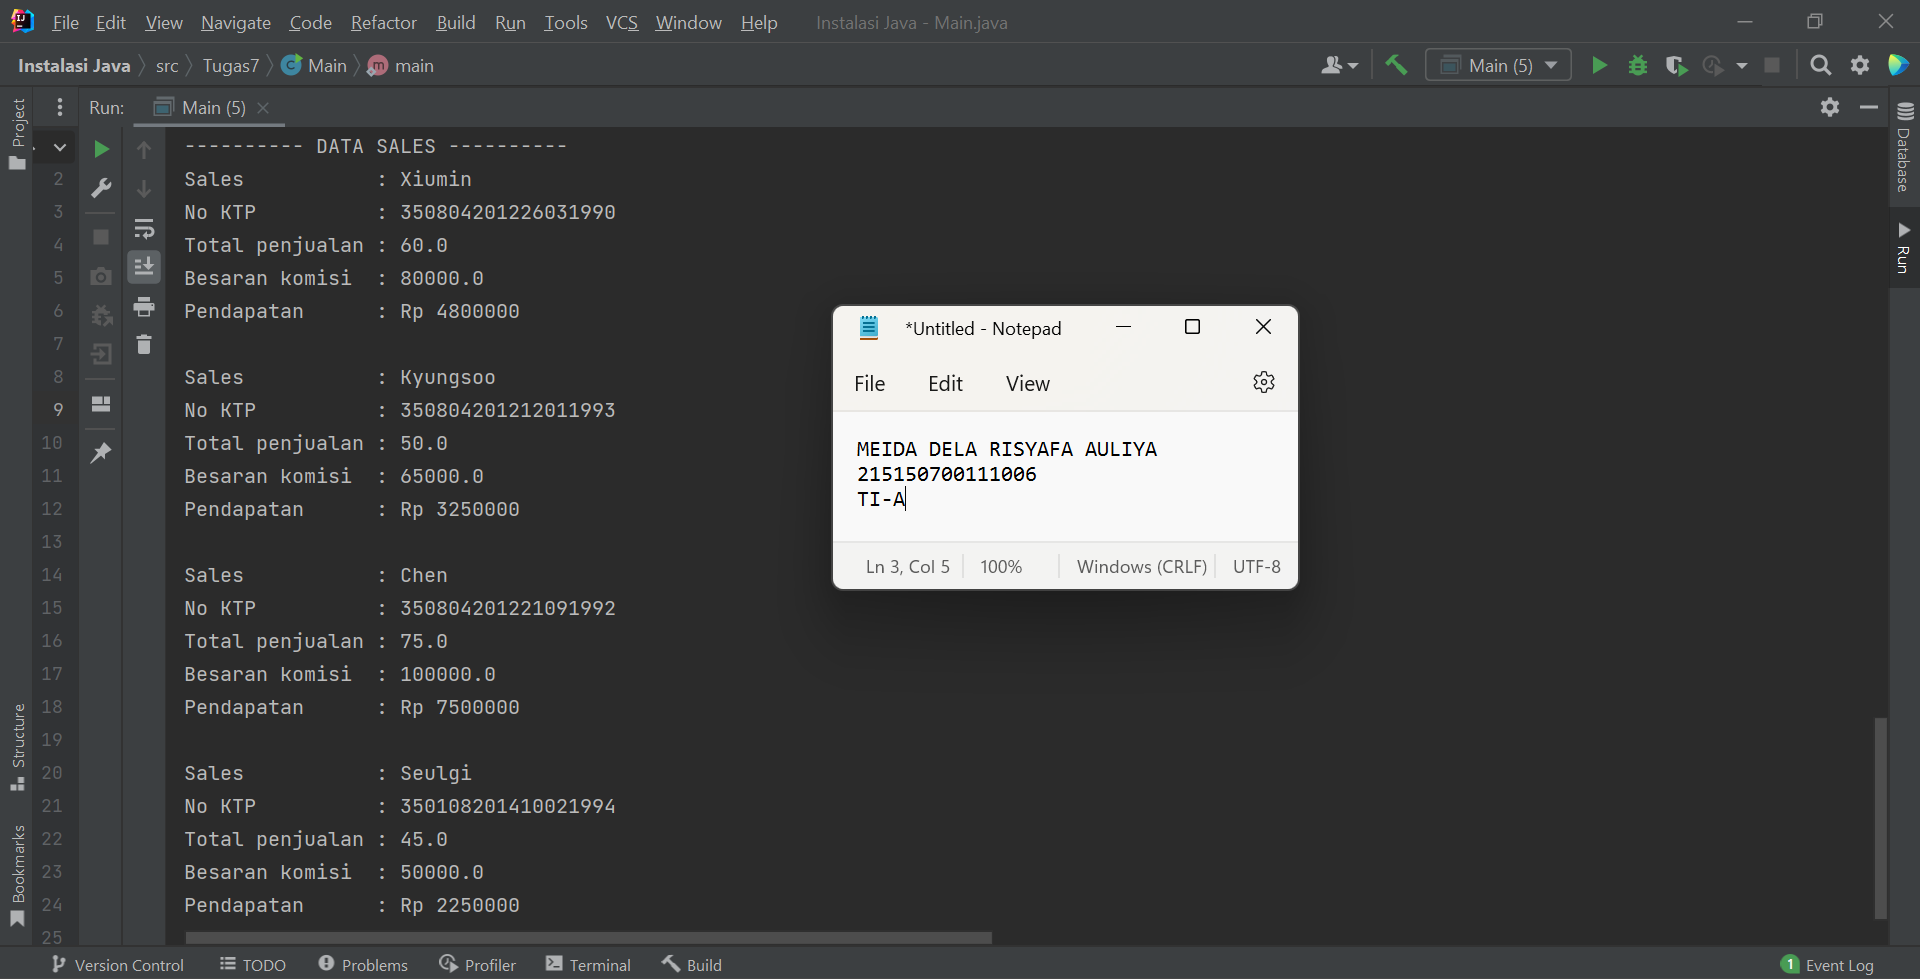 File Edit View Navigate Code Refactor Build Run Tools VCS Window Help Instalasi Java - Main.java
Instalasi Java src Tugas7 Main main Main (5)
Project
Run: Main (5)
Database
Run
---------- DATA SALES ----------
2 Sales : Xiumin
3 No KTP : 350804201226031990
4 Total penjualan : 60.0
5 Besaran komisi : 80000.0
6 Pendapatan : Rp 4800000
7
8 Sales : Kyungsoo
9 No KTP : 350804201212011993
10 Total penjualan : 50.0
11 Besaran komisi : 65000.0
12 Pendapatan : Rp 3250000
13
14 Sales : Chen
15 No KTP : 350804201221091992
16 Total penjualan : 75.0
17 Besaran komisi : 100000.0
18 Pendapatan : Rp 7500000
19
20 Sales : Seulgi
21 No KTP : 350108201410021994
22 Total penjualan : 45.0
23 Besaran komisi : 50000.0
24 Pendapatan : Rp 2250000
25
*Untitled - Notepad
File Edit View
MEIDA DELA RISYAFA AULIYA
215150700111006
TI-A
Ln 3, Col 5 100% Windows (CRLF) UTF-8
Structure
Bookmarks
Version Control TODO Problems Profiler Terminal Build 1 Event Log